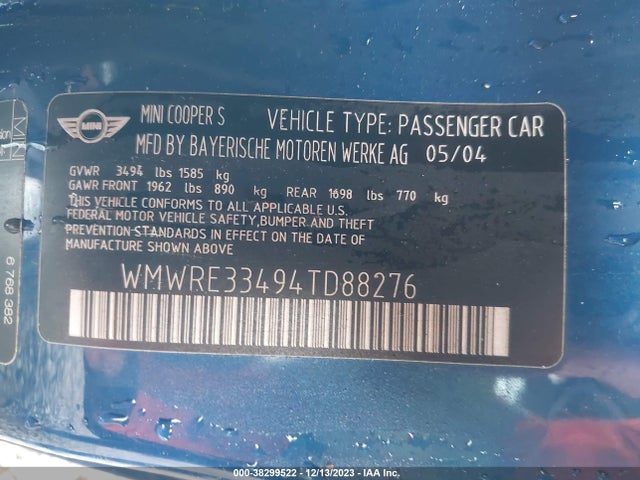 MINI
MINI COOPER S VEHICLE TYPE: PASSENGER CAR
MFD BY BAYERISCHE MOTOREN WERKE AG 05/04
GVWR 3494 lbs 1585 kg
GAWR FRONT 1962 lbs 890 kg REAR 1698 lbs 770 kg
THIS VEHICLE CONFORMS TO ALL APPLICABLE U.S.
FEDERAL MOTOR VEHICLE SAFETY,BUMPER AND THEFT
PREVENTION STANDARDS IN EFFECT ON THE DATE OF
MANUFACTURE SHOWN ABOVE
WMWRE33494TD88276
MINI
6 768 382
000-38299522 - 12/13/2023 - IAA Inc.